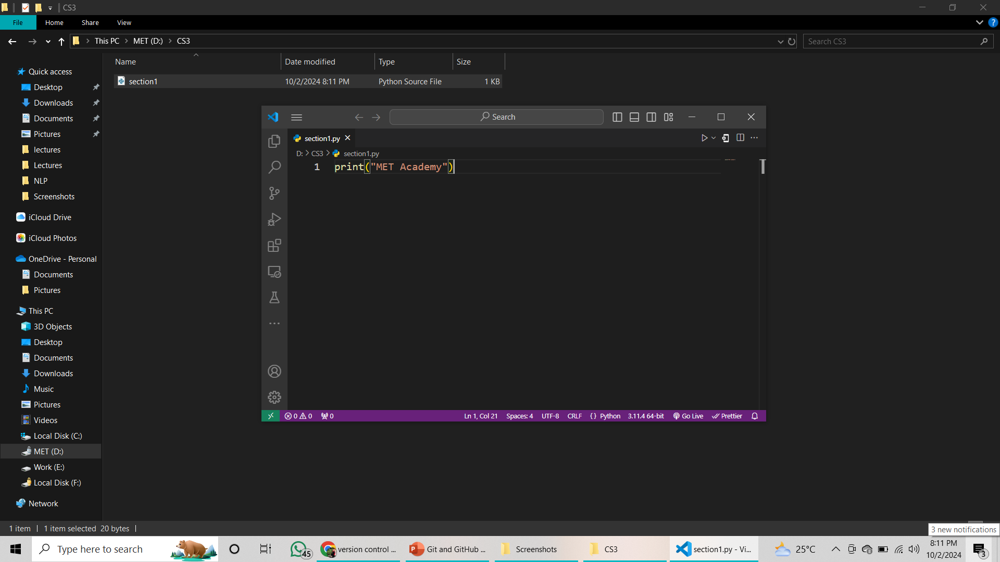 CS3
File Home Share View
This PC MET (D:) CS3
Search CS3
Name Date modified Type Size
section1 10/2/2024 8:11 PM Python Source File 1 KB
Quick access
Desktop
Downloads
Documents
Pictures
lectures
Lectures
NLP
Screenshots
iCloud Drive
iCloud Photos
OneDrive - Personal
Documents
Pictures
This PC
3D Objects
Desktop
Documents
Downloads
Music
Pictures
Videos
Local Disk (C:)
MET (D:)
Work (E:)
Local Disk (F:)
Network
Search
section1.py
D: > CS3 > section1.py
1 print("MET Academy")
0 0 0 Ln 1, Col 21 Spaces: 4 UTF-8 CRLF {} Python 3.11.4 64-bit Go Live Prettier
1 item 1 item selected 20 bytes
3 new notifications
Type here to search
45
version control ...
Git and GitHub ...
Screenshots
CS3
section1.py - Vi...
25°C
8:11 PM
10/2/2024
3